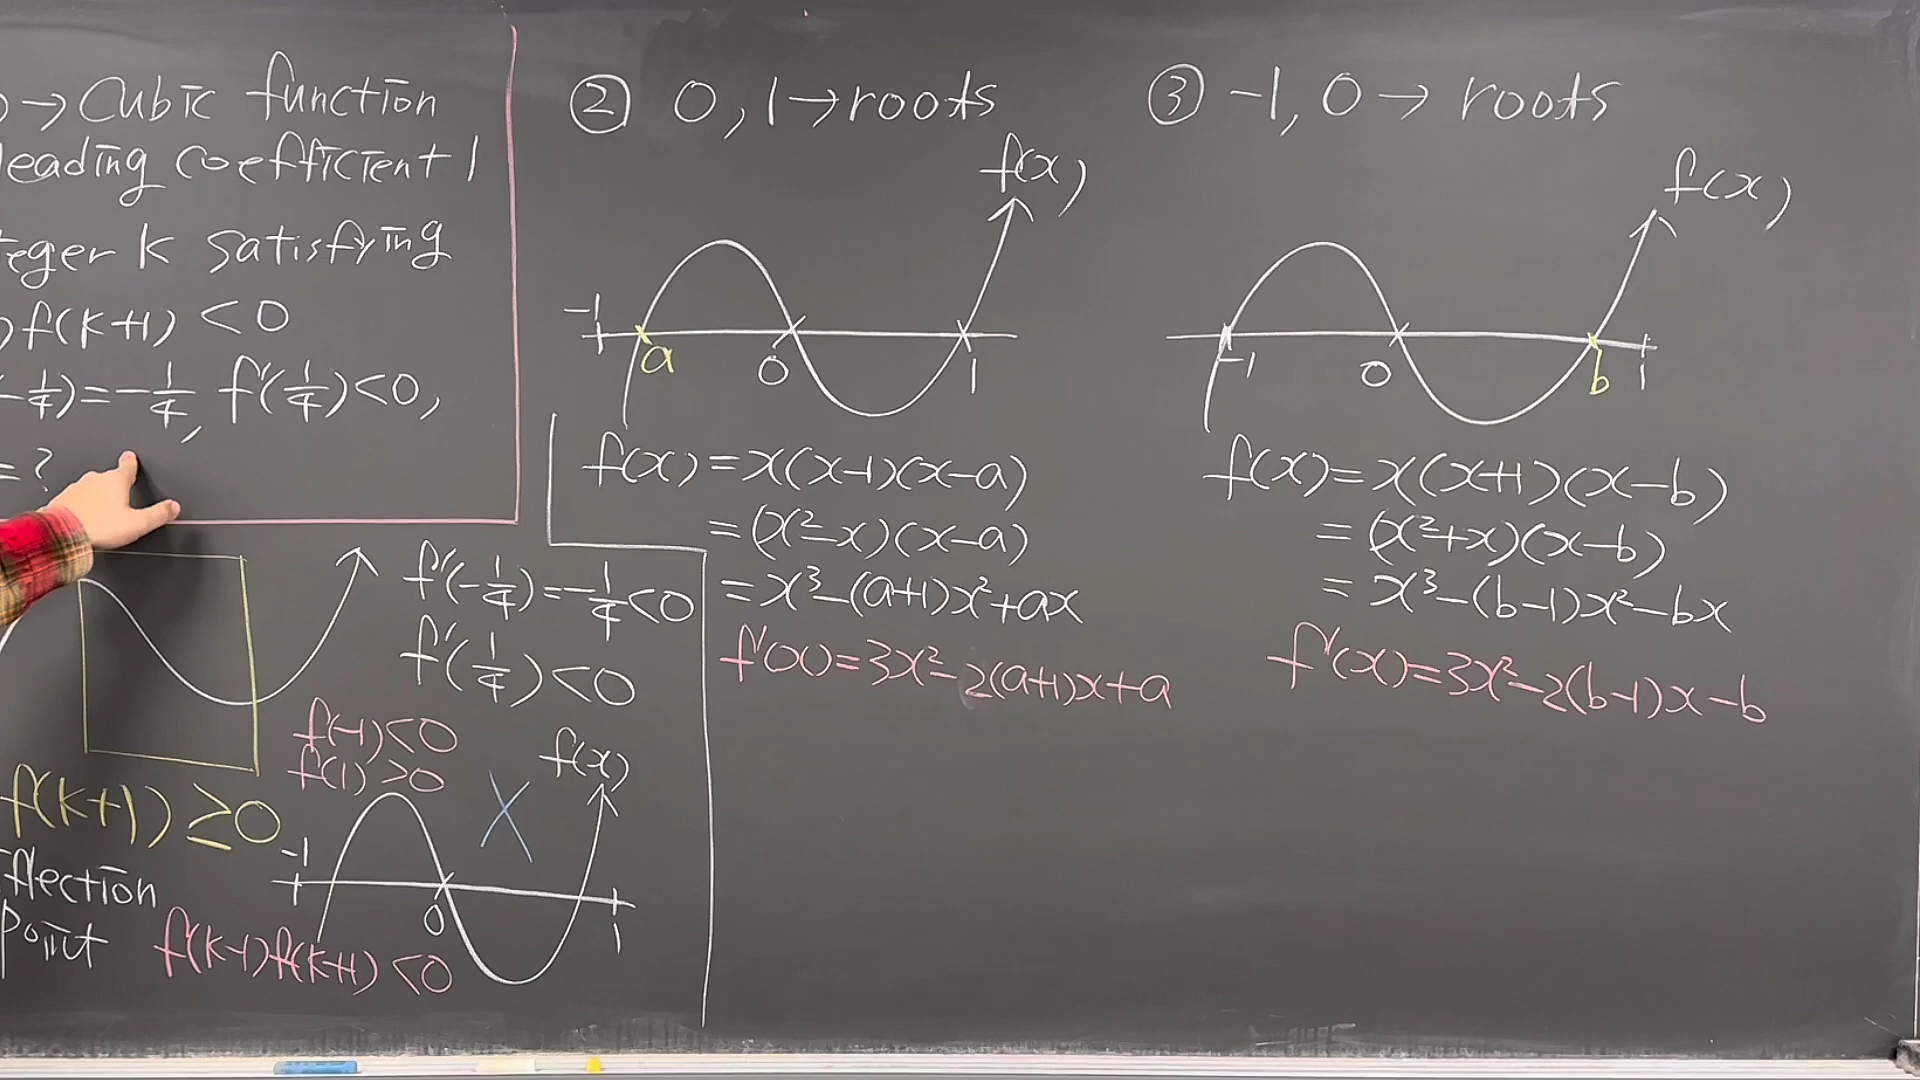 → Cubic function
leading coefficient 1
teger k satisfying
) f(k+1) < 0
-1/4) = -1/4, f'(1/4) < 0,
= ?
f'(-1/4) = -1/4 < 0
f'(1/4) < 0
f(-1) < 0
f(1) > 0
f(x)
f(k+1) ≥ 0
-1
0
1
flection
point
f(k-1)f(k+1) < 0
② 0, 1 → roots
f(x)
-1
a
0
1
f(x) = x(x-1)(x-a)
= (x²-x)(x-a)
= x³-(a+1)x²+ax
f'(x) = 3x²-2(a+1)x+a
③ -1, 0 → roots
f(x)
-1
0
b
1
f(x) = x(x+1)(x-b)
= (x²+x)(x-b)
= x³-(b-1)x²-bx
f'(x) = 3x²-2(b-1)x-b